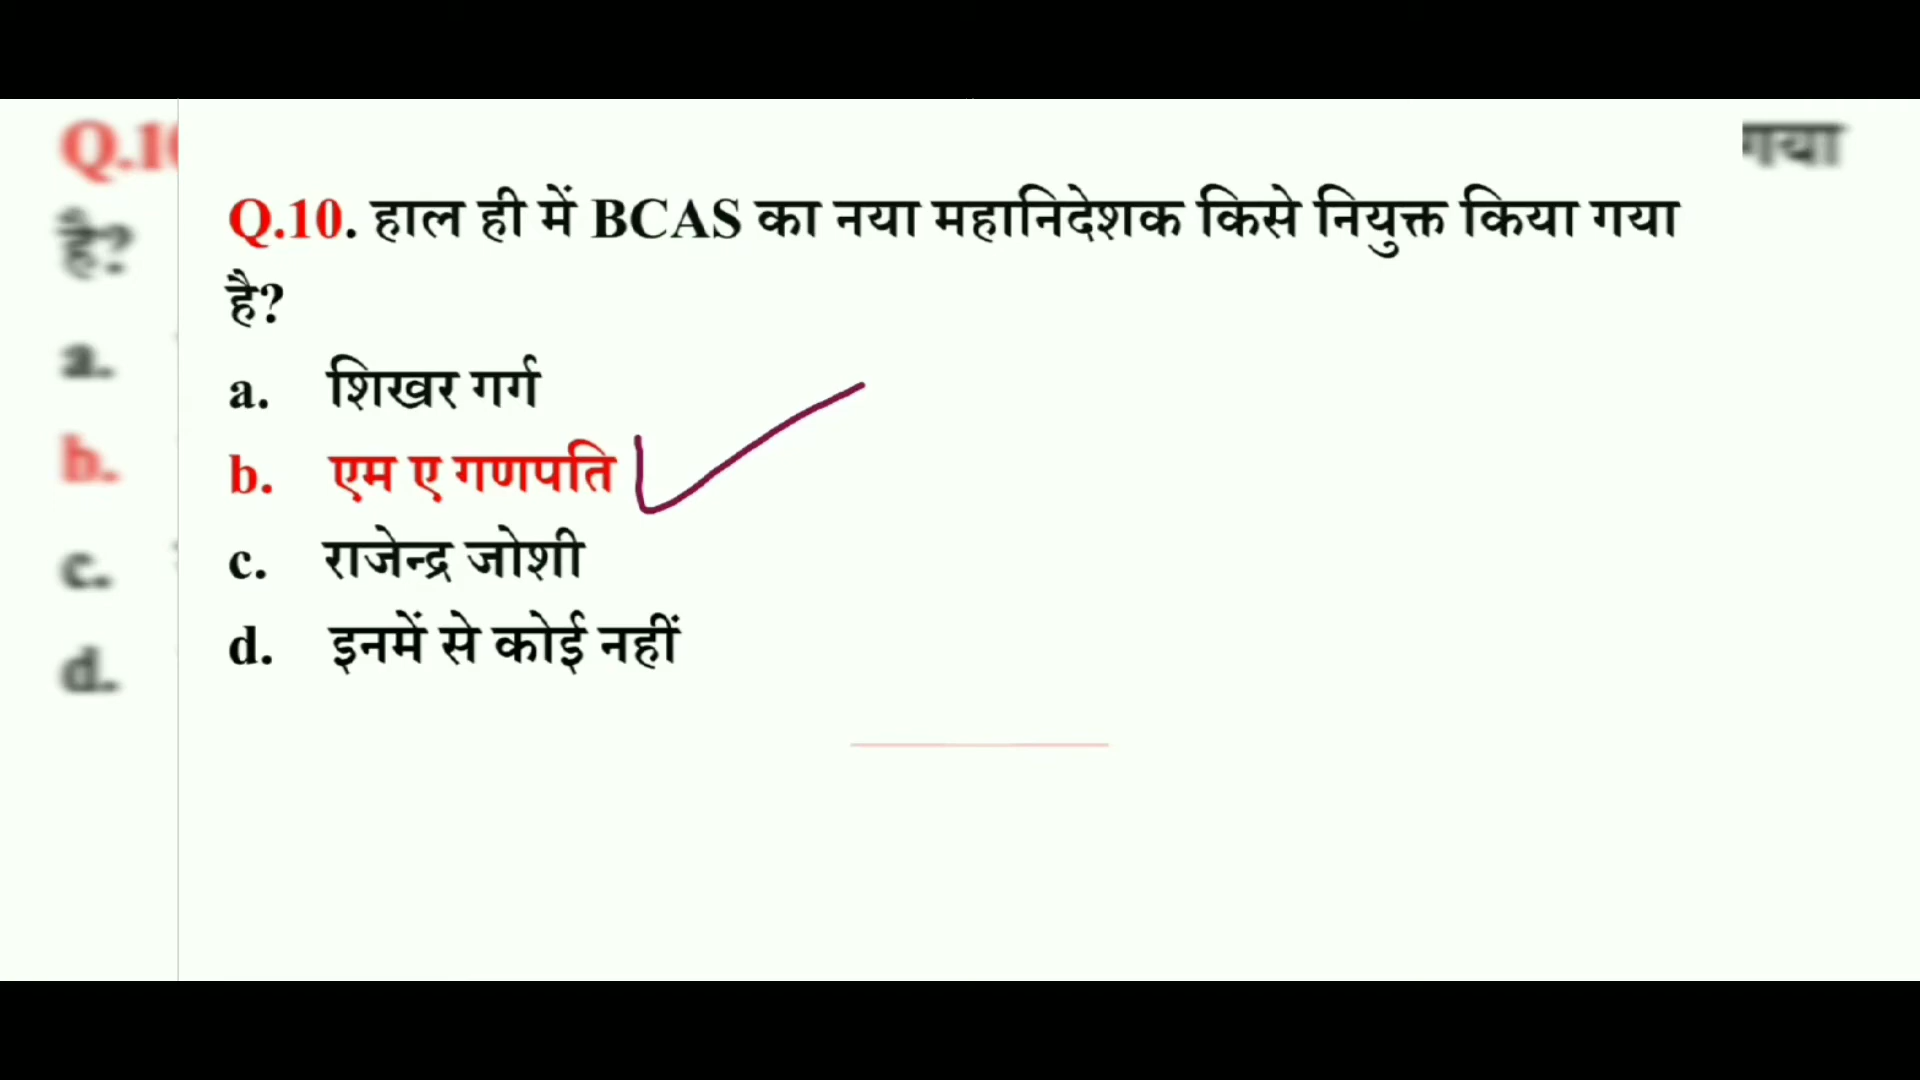 Q.10. हाल ही में BCAS का नया महानिदेशक किसे नियुक्त किया गया
है?
a. शिखर गर्ग
b. एम ए गणपति
c. राजेन्द्र जोशी
d. इनमें से कोई नहीं